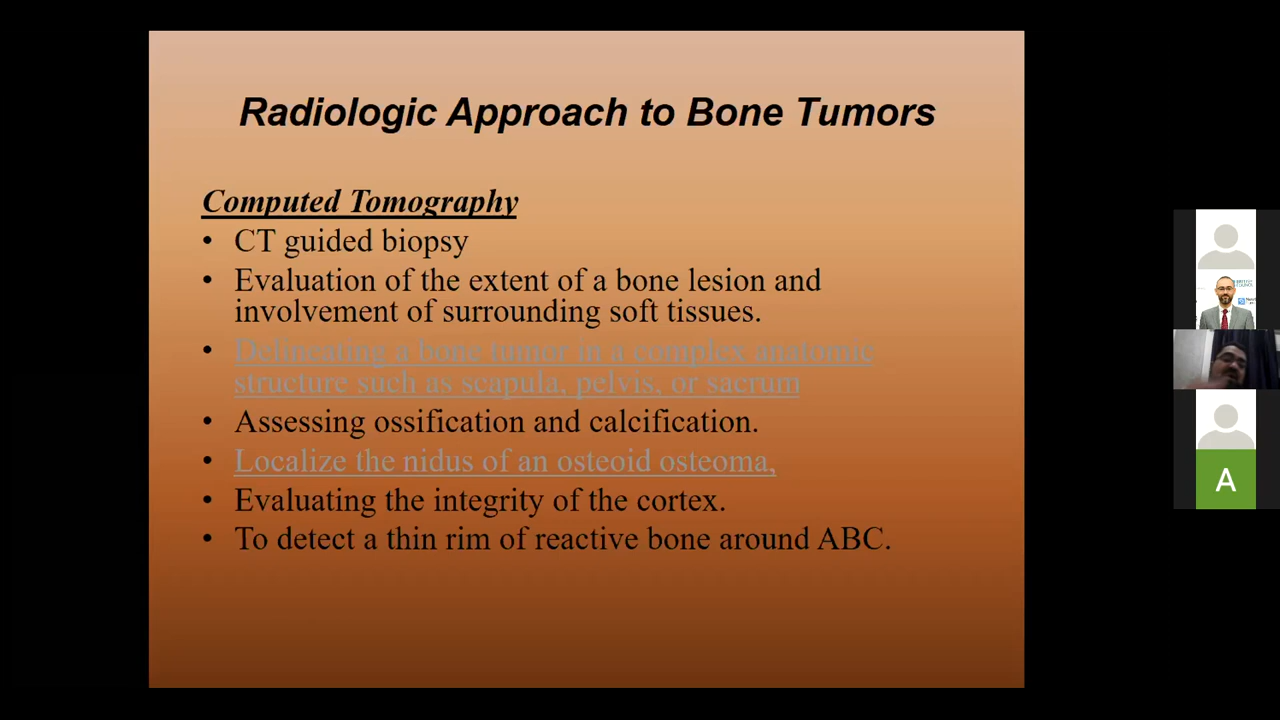 Radiologic Approach to Bone Tumors
Computed Tomography
• CT guided biopsy
• Evaluation of the extent of a bone lesion and
involvement of surrounding soft tissues.
• Delineating a bone tumor in a complex anatomic
structure such as scapula, pelvis, or sacrum
• Assessing ossification and calcification.
• Localize the nidus of an osteoid osteoma,
• Evaluating the integrity of the cortex.
• To detect a thin rim of reactive bone around ABC.
A